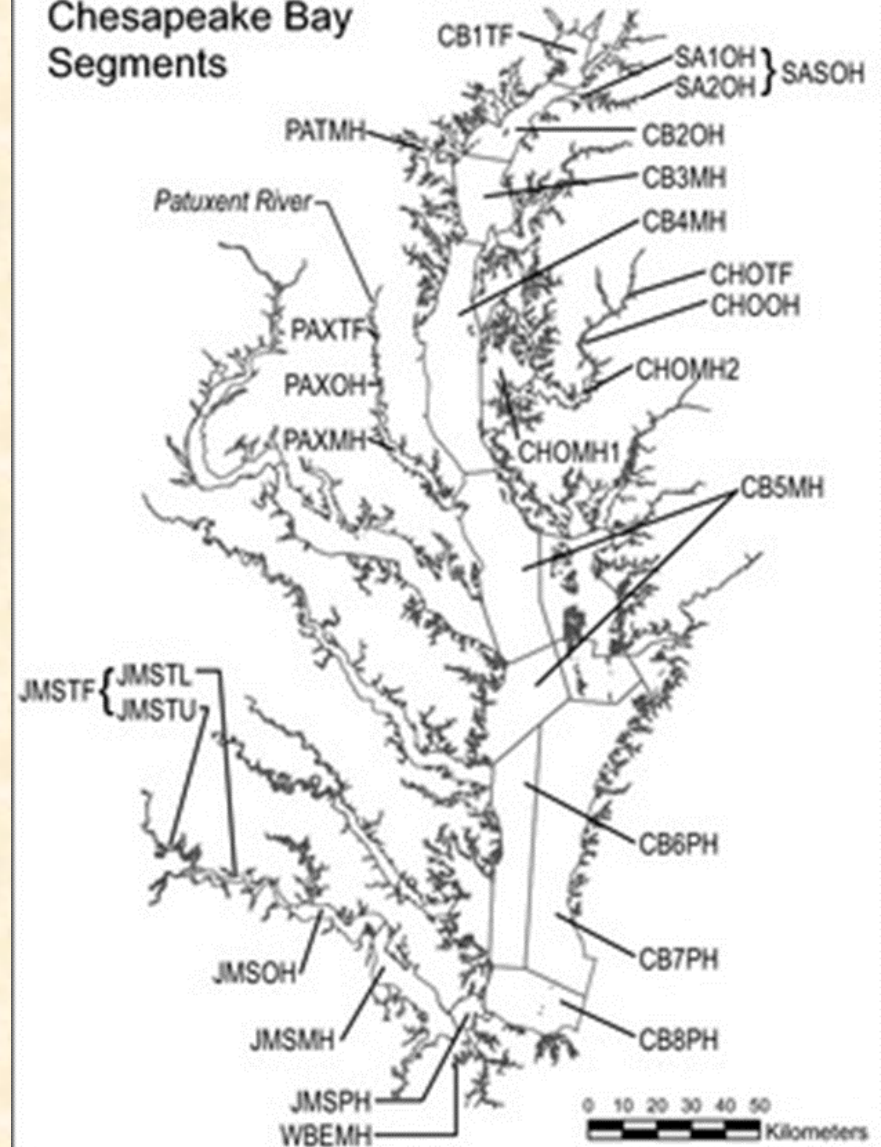 Chesapeake Bay
Segments
CB1TF
SA1OH
SA2OH
SASOH
PATMH
CB2OH
CB3MH
Patuxent River
CB4MH
CHOTF
CHOOH
PAXTF
CHOMH2
PAXOH
PAXMH
CHOMH1
CB5MH
JMSTF
JMSTL
JMSTU
CB6PH
CB7PH
JMSOH
JMSMH
CB8PH
JMSPH
WBEMH
0 10 20 30 40 50
Kilometers